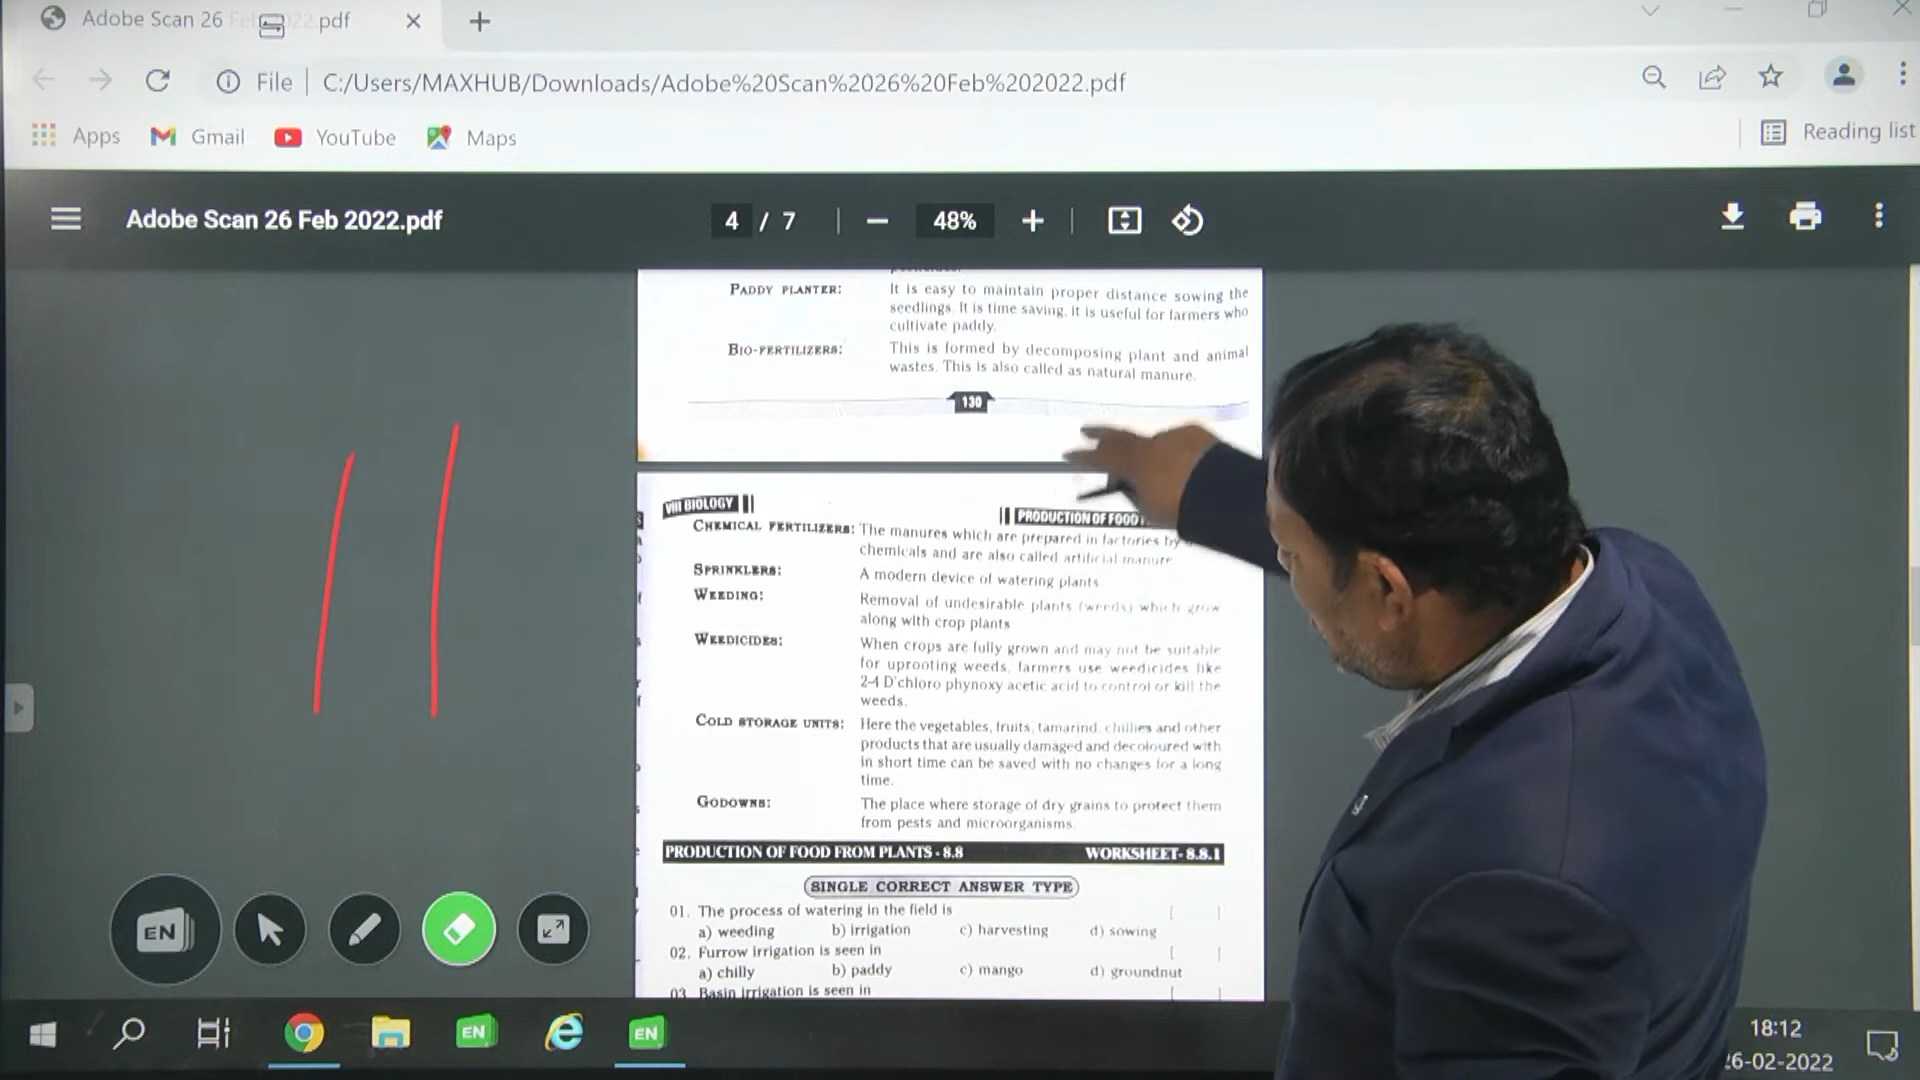 Adobe Scan 26 Feb 2022.pdf
File
C:/Users/MAXHUB/Downloads/Adobe%20Scan%2026%20Feb%202022.pdf
Apps
Gmail
YouTube
Maps
Reading list
Adobe Scan 26 Feb 2022.pdf
4 / 7
48%
PADDY PLANTER: It is easy to maintain proper distance sowing the
seedlings. It is time saving. It is useful for farmers who
cultivate paddy.
BIO-FERTILIZERS: This is formed by decomposing plant and animal
wastes. This is also called as natural manure.
130
VIII BIOLOGY
PRODUCTION OF FOOD
CHEMICAL FERTILIZERS: The manures which are prepared in factories by
chemicals and are also called artificial manure
SPRINKLERS: A modern device of watering plants
WEEDING: Removal of undesirable plants (weeds) which grow
along with crop plants
WEEDICIDES: When crops are fully grown and may not be suitable
for uprooting weeds, farmers use weedicides like
2-4 D'chloro phynoxy acetic acid to control or kill the
weeds.
COLD STORAGE UNITS: Here the vegetables, fruits, tamarind, chillies and other
products that are usually damaged and decoloured with
in short time can be saved with no changes for a long
time.
GODOWNS: The place where storage of dry grains to protect them
from pests and microorganisms.
PRODUCTION OF FOOD FROM PLANTS - 8.8 WORKSHEET- 8.8.1
SINGLE CORRECT ANSWER TYPE
01. The process of watering in the field is [ ]
a) weeding b) irrigation c) harvesting d) sowing
02. Furrow irrigation is seen in [ ]
a) chilly b) paddy c) mango d) groundnut
03. Basin irrigation is seen in [ ]
EN
EN
EN
18:12
26-02-2022